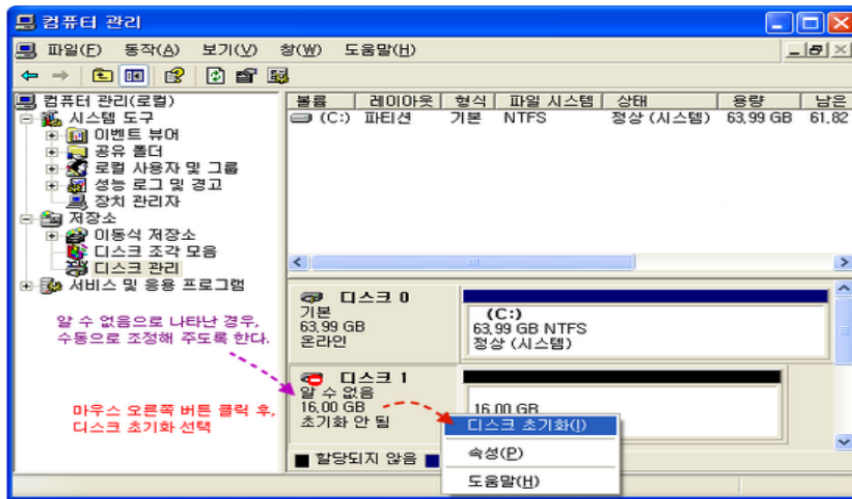 컴퓨터 관리
파일(F) 동작(A) 보기(V) 창(W) 도움말(H)
컴퓨터 관리(로컬)
시스템 도구
이벤트 뷰어
공유 폴더
로컬 사용자 및 그룹
성능 로그 및 경고
장치 관리자
저장소
이동식 저장소
디스크 조각 모음
디스크 관리
서비스 및 응용 프로그램
볼륨 레이아웃 형식 파일 시스템 상태 용량 남은
(C:) 파티션 기본 NTFS 정상 (시스템) 63,99 GB 61,82
알 수 없음으로 나타난 경우,
수동으로 조정해 주도록 한다.
마우스 오른쪽 버튼 클릭 후,
디스크 초기화 선택
디스크 0
기본
63,99 GB
온라인
(C:)
63,99 GB NTFS
정상 (시스템)
디스크 1
알 수 없음
16,00 GB
초기화 안 됨
16,00 GB
디스크 초기화(I)
속성(P)
도움말(H)
할당되지 않음